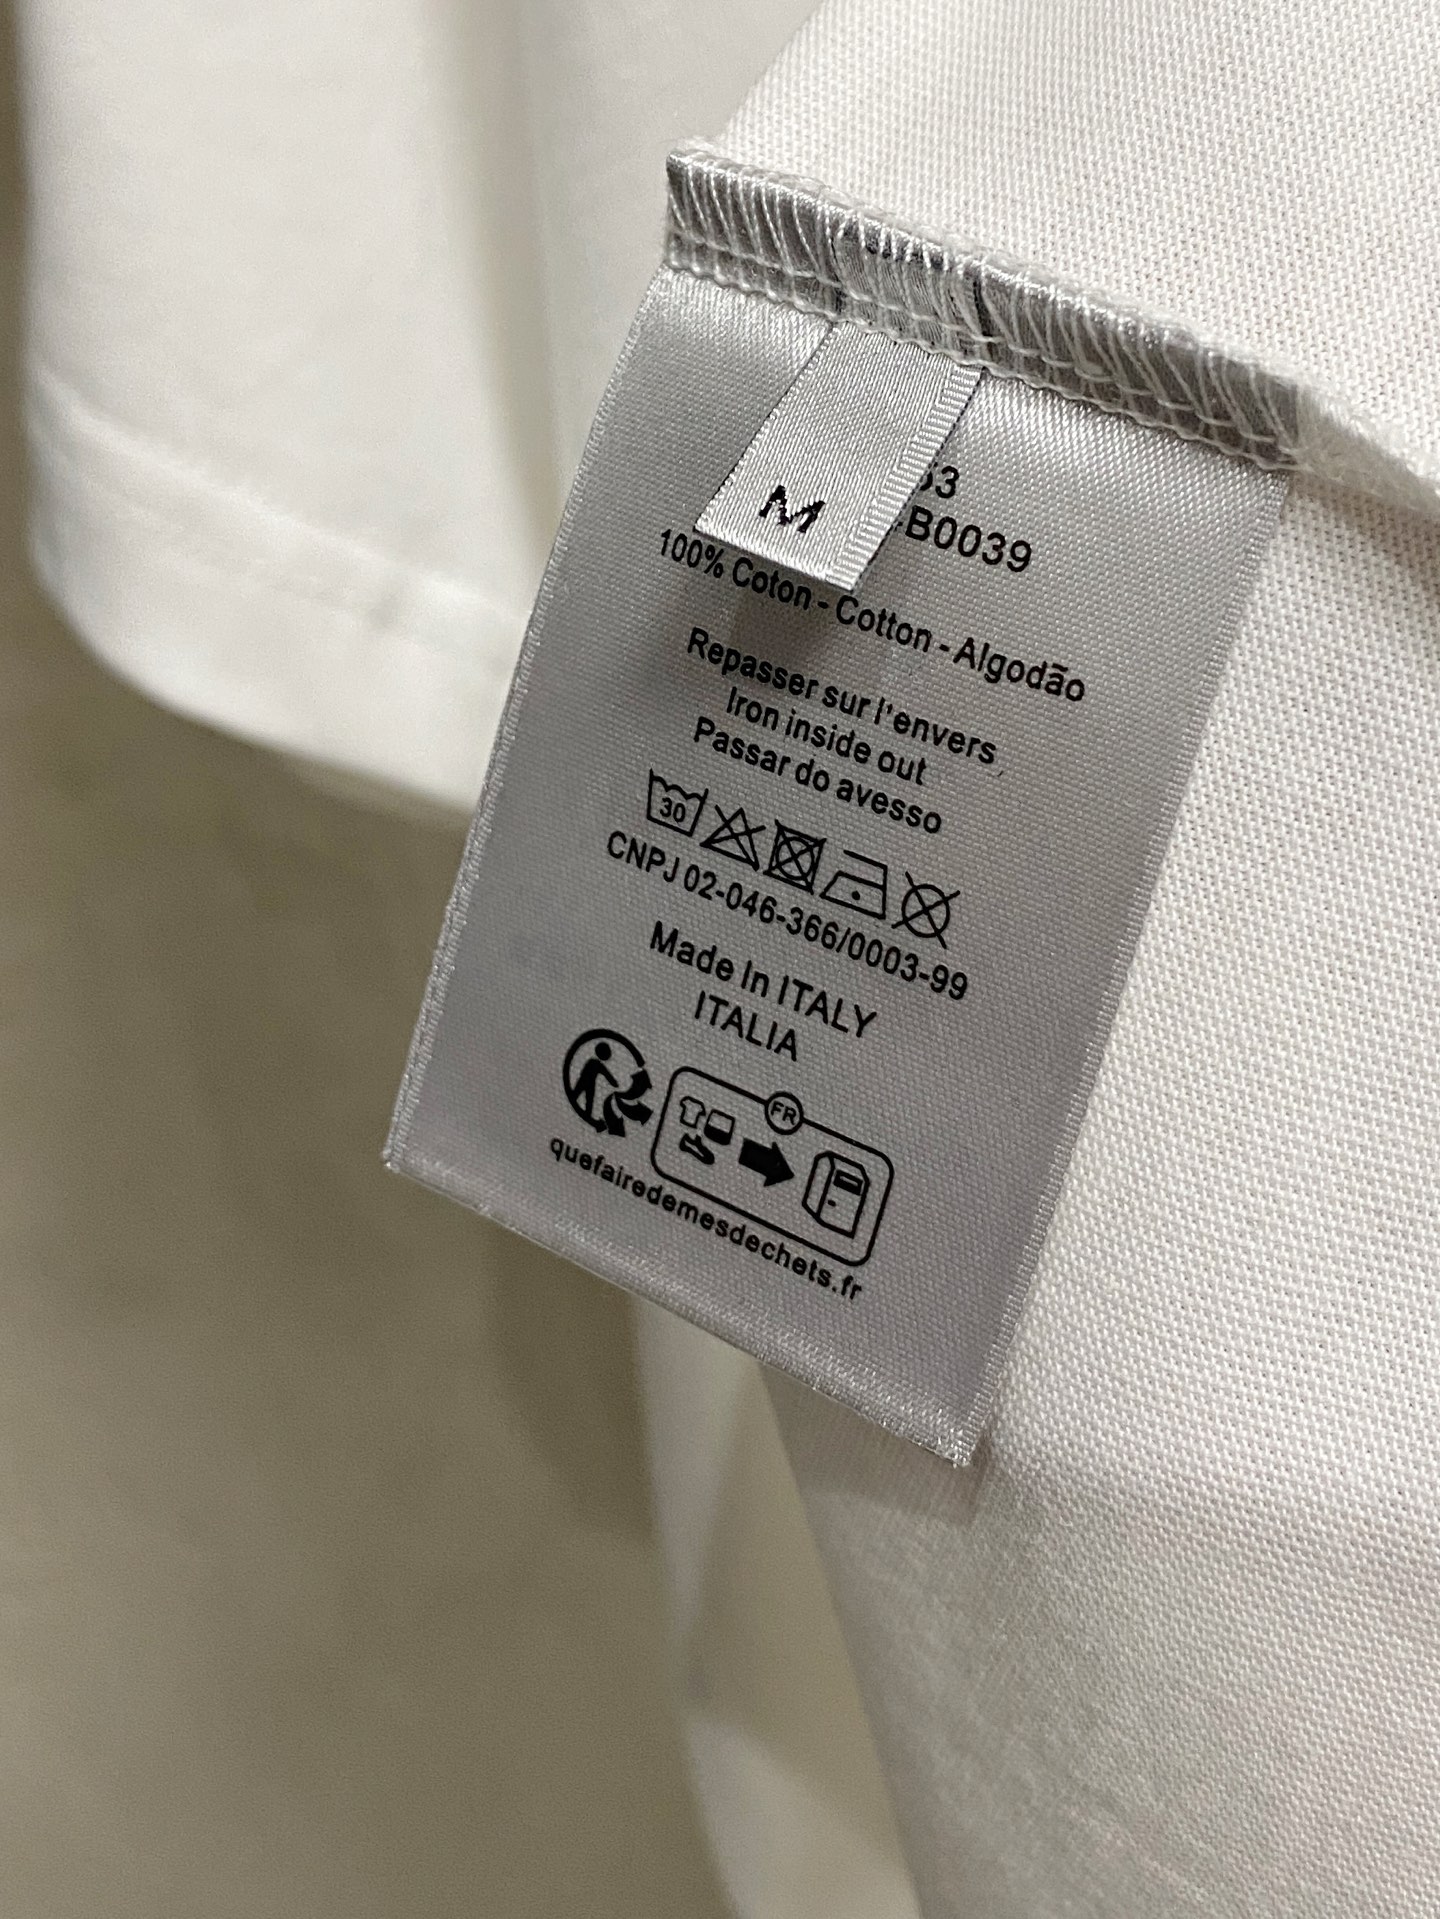 M
53
B0039
100% Coton - Cotton - Algodão
Repasser sur l'envers
Iron inside out
Passar do avesso
30
CNPJ 02-046-366/0003-99
Made In ITALY
ITALIA
FR
quefairedemesdechets.fr